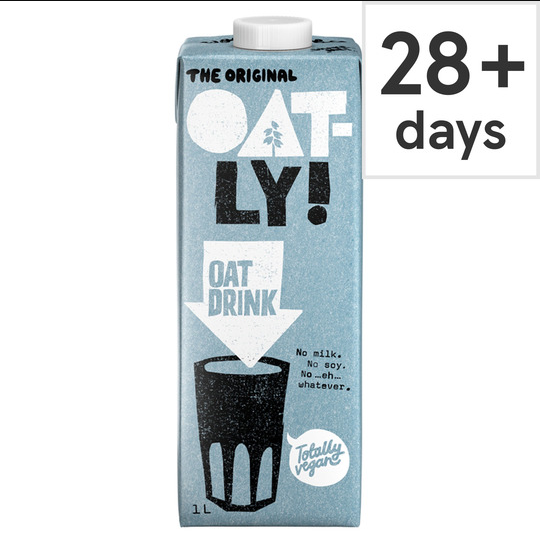 28+
days
THE ORIGINAL
OAT-
LY!
OAT
DRINK
No milk.
No soy.
No …eh…
whatever.
Totally
vegan
1L